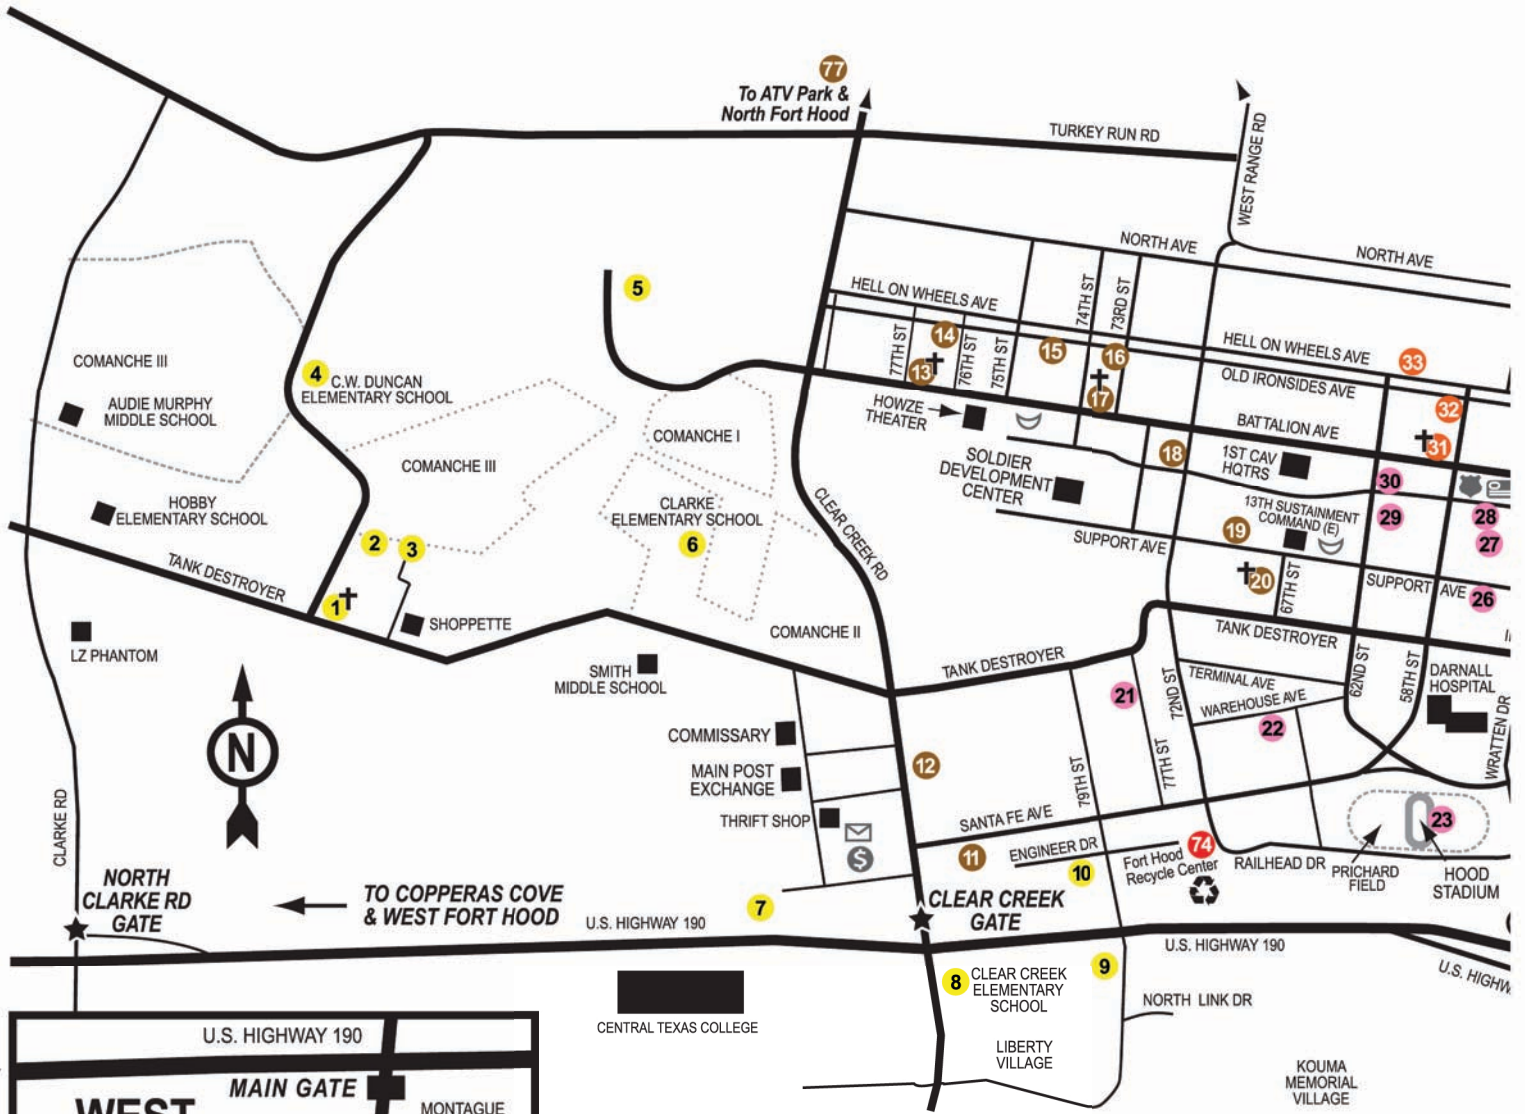 77
To ATV Park &
North Fort Hood
TURKEY RUN RD
WEST RANGE RD
NORTH AVE
NORTH AVE
5
HELL ON WHEELS AVE
74TH ST
73RD ST
77TH ST
14
13
76TH ST
75TH ST
15
16
17
HELL ON WHEELS AVE
33
OLD IRONSIDES AVE
32
BATTALION AVE
31
COMANCHE III
4
C.W. DUNCAN
ELEMENTARY SCHOOL
AUDIE MURPHY
MIDDLE SCHOOL
HOWZE
THEATER
COMANCHE I
COMANCHE III
SOLDIER
DEVELOPMENT
CENTER
18
1ST CAV
HQTRS
30
29
28
27
HOBBY
ELEMENTARY SCHOOL
CLARKE
ELEMENTARY SCHOOL
6
CLEAR CREEK RD
13TH SUSTAINMENT
COMMAND (E)
19
2
3
SUPPORT AVE
20
67TH ST
SUPPORT AVE
26
TANK DESTROYER
1
SHOPPETTE
COMANCHE II
TANK DESTROYER
TANK DESTROYER
LZ PHANTOM
SMITH
MIDDLE SCHOOL
TERMINAL AVE
WAREHOUSE AVE
62ND ST
58TH ST
DARNALL
HOSPITAL
WRATTEN DR
21
72ND ST
22
77TH ST
79TH ST
N
COMMISSARY
MAIN POST
EXCHANGE
THRIFT SHOP
$
12
SANTA FE AVE
11
ENGINEER DR
10
Fort Hood
Recycle Center
74
RAILHEAD DR
PRICHARD
FIELD
23
HOOD
STADIUM
CLARKE RD
NORTH
CLARKE RD
GATE
TO COPPERAS COVE
& WEST FORT HOOD
7
U.S. HIGHWAY 190
CLEAR CREEK
GATE
U.S. HIGHWAY 190
U.S. HIGHW
8
CLEAR CREEK
ELEMENTARY
SCHOOL
9
NORTH LINK DR
CENTRAL TEXAS COLLEGE
LIBERTY
VILLAGE
KOUMA
MEMORIAL
VILLAGE
U.S. HIGHWAY 190
MAIN GATE
WEST
MONTAGUE